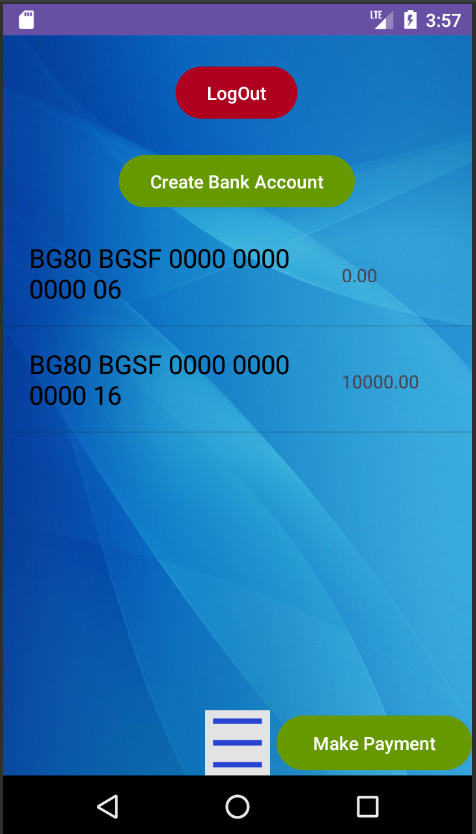 LTE 3:57
LogOut
Create Bank Account
BG80 BGSF 0000 0000
0000 06
0.00
BG80 BGSF 0000 0000
0000 16
10000.00
Make Payment